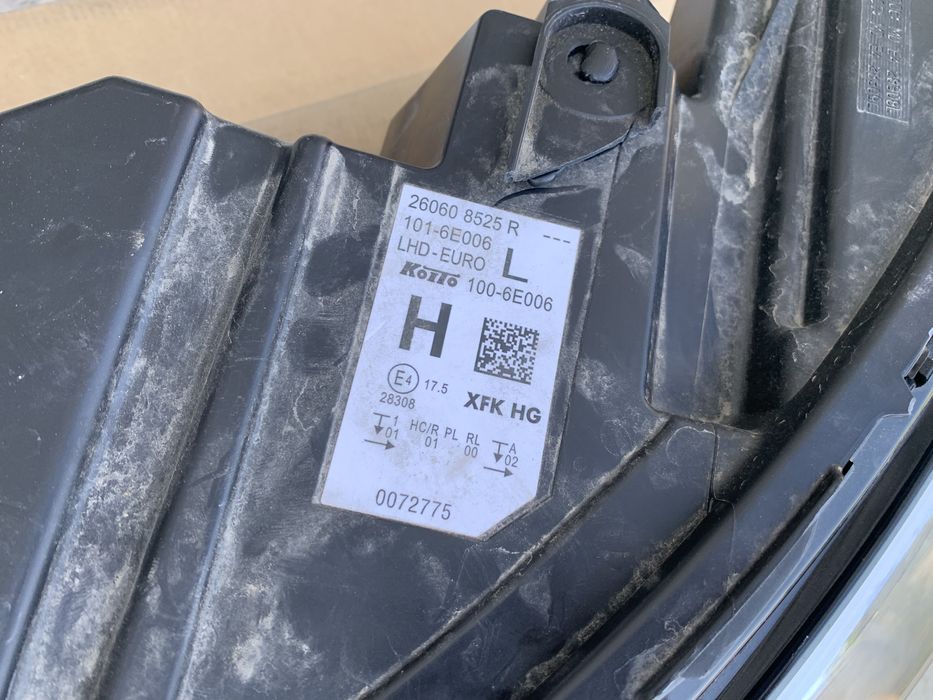 26060 8525 R ---
101-6E006
LHD-EURO L
Koito 100-6E006
H
E4 17.5
28308
XFK HG
1 HC/R PL RL A
01 01 00 02
0072775